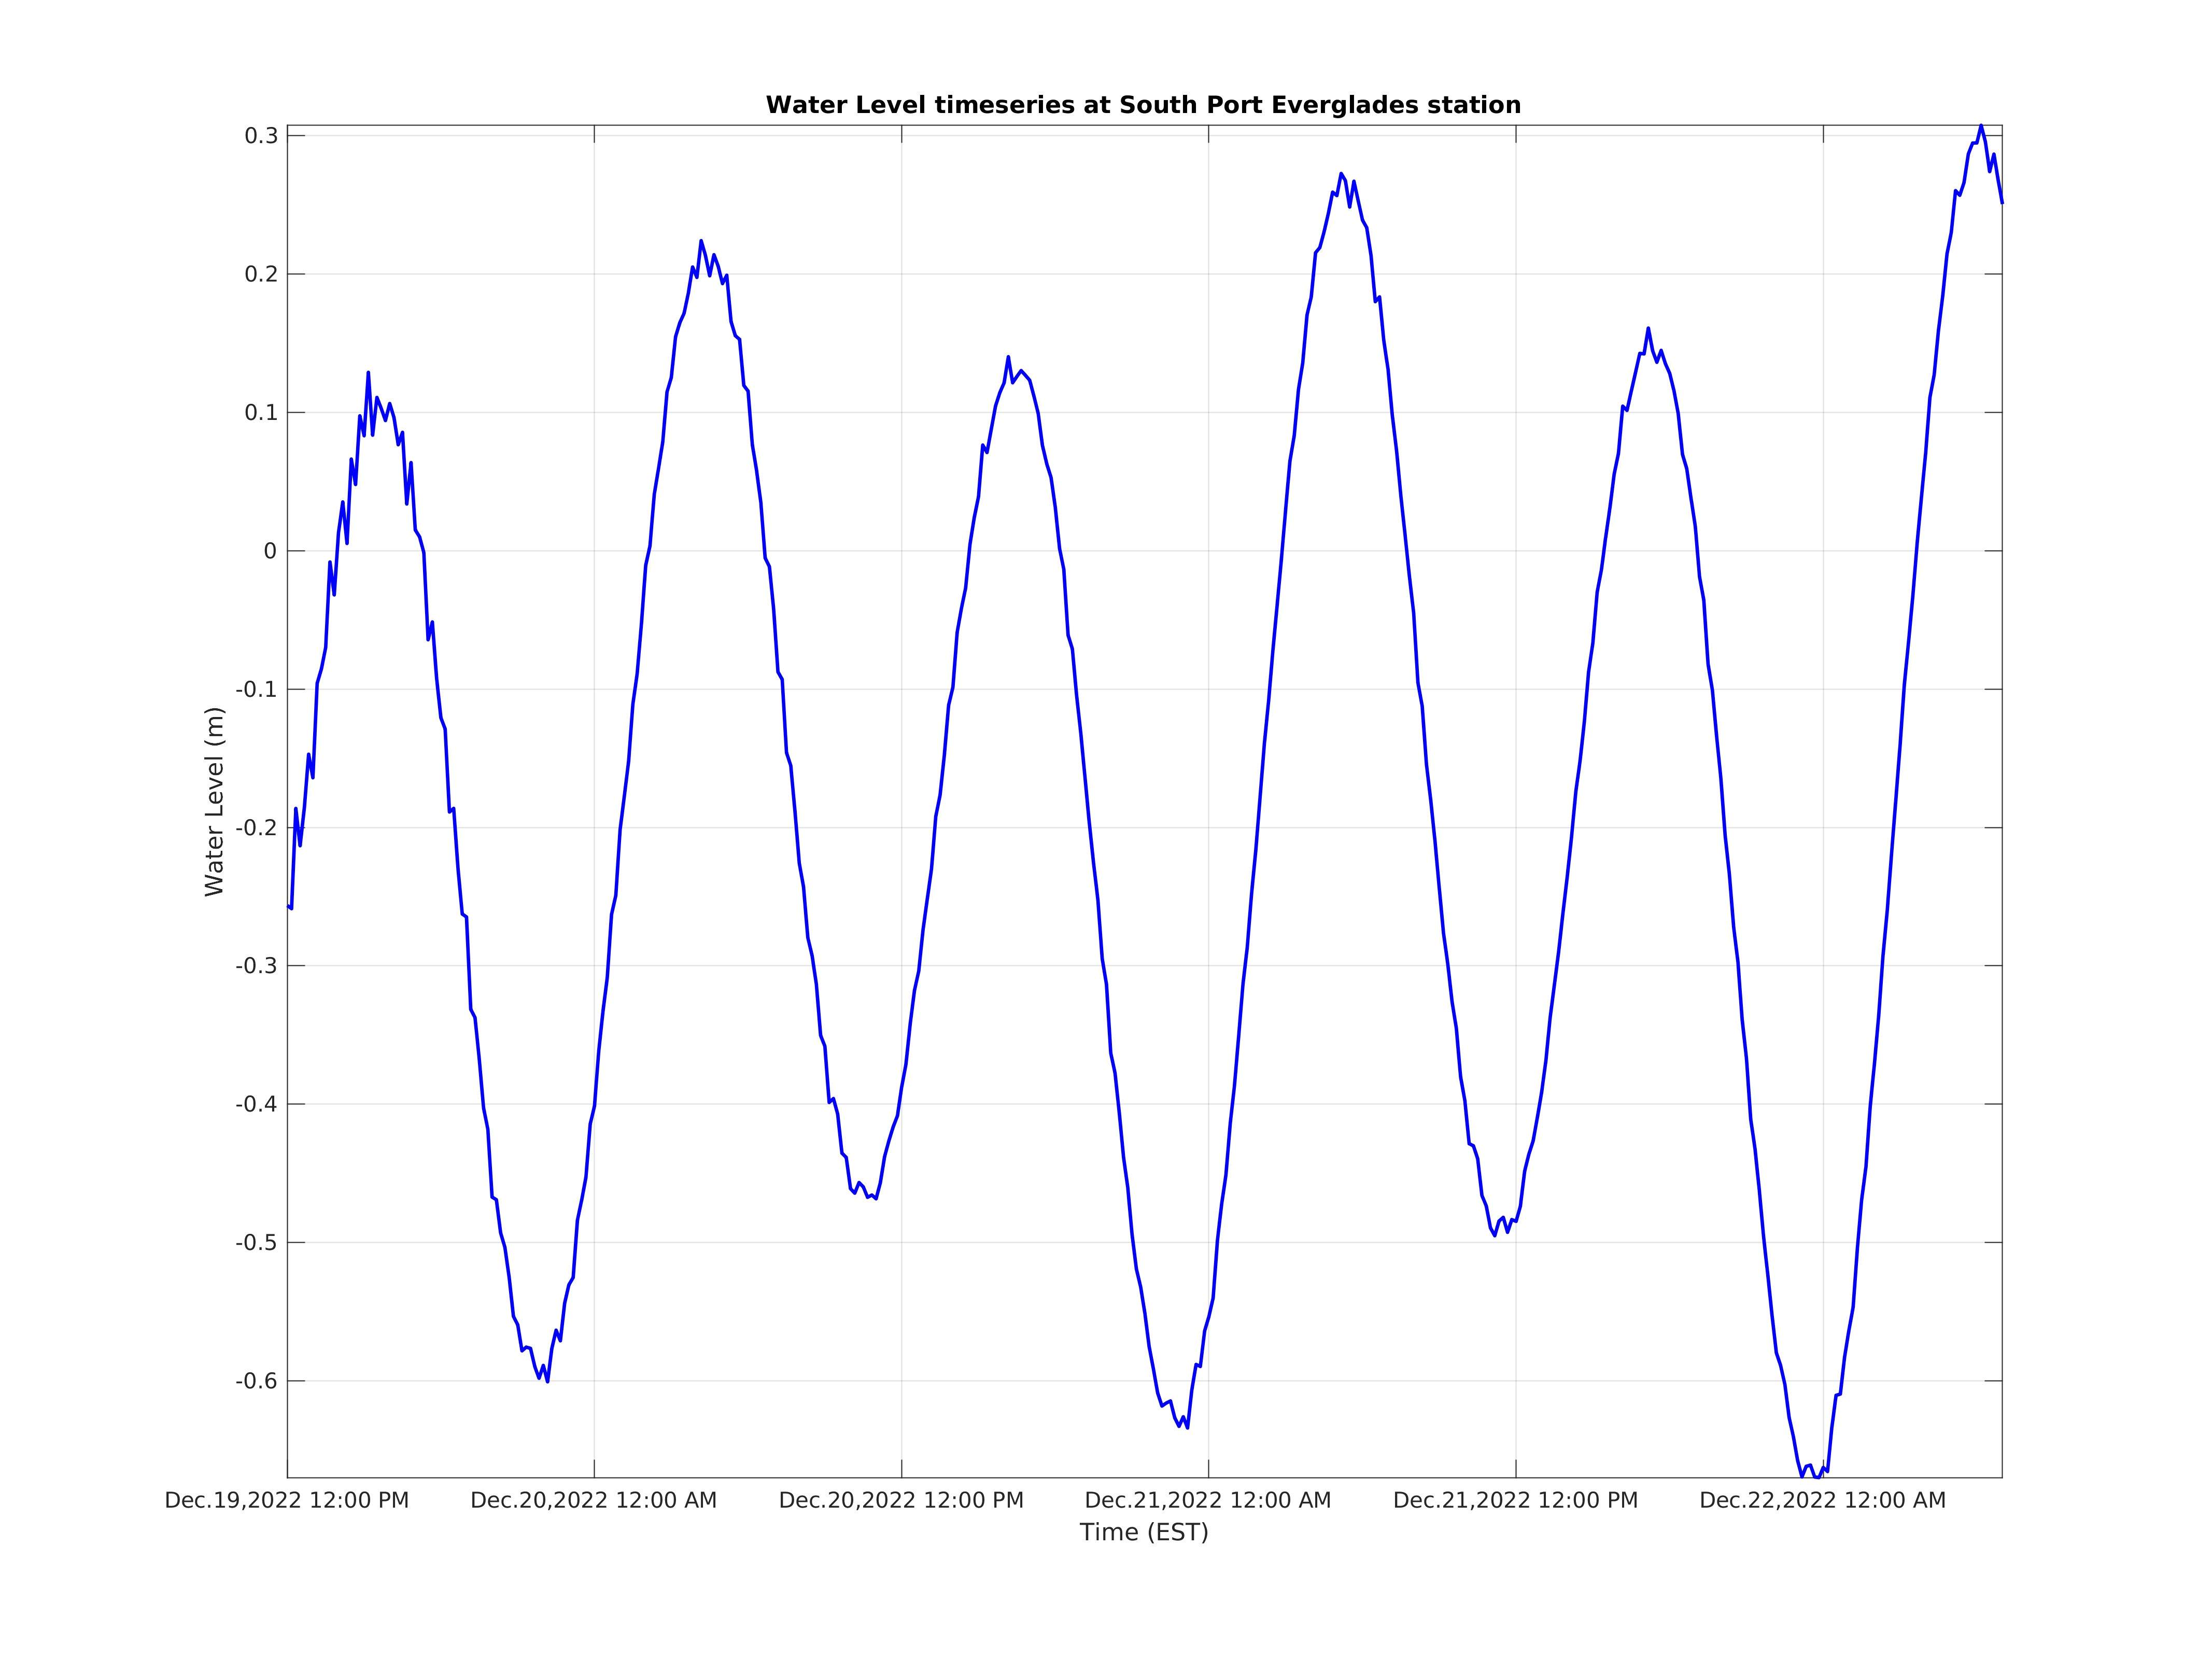 Water Level timeseries at South Port Everglades station
0.3
0.2
0.1
0
-0.1
-0.2
-0.3
-0.4
-0.5
-0.6
Water Level (m)
Dec.19,2022 12:00 PM Dec.20,2022 12:00 AM Dec.20,2022 12:00 PM Dec.21,2022 12:00 AM Dec.21,2022 12:00 PM Dec.22,2022 12:00 AM
Time (EST)